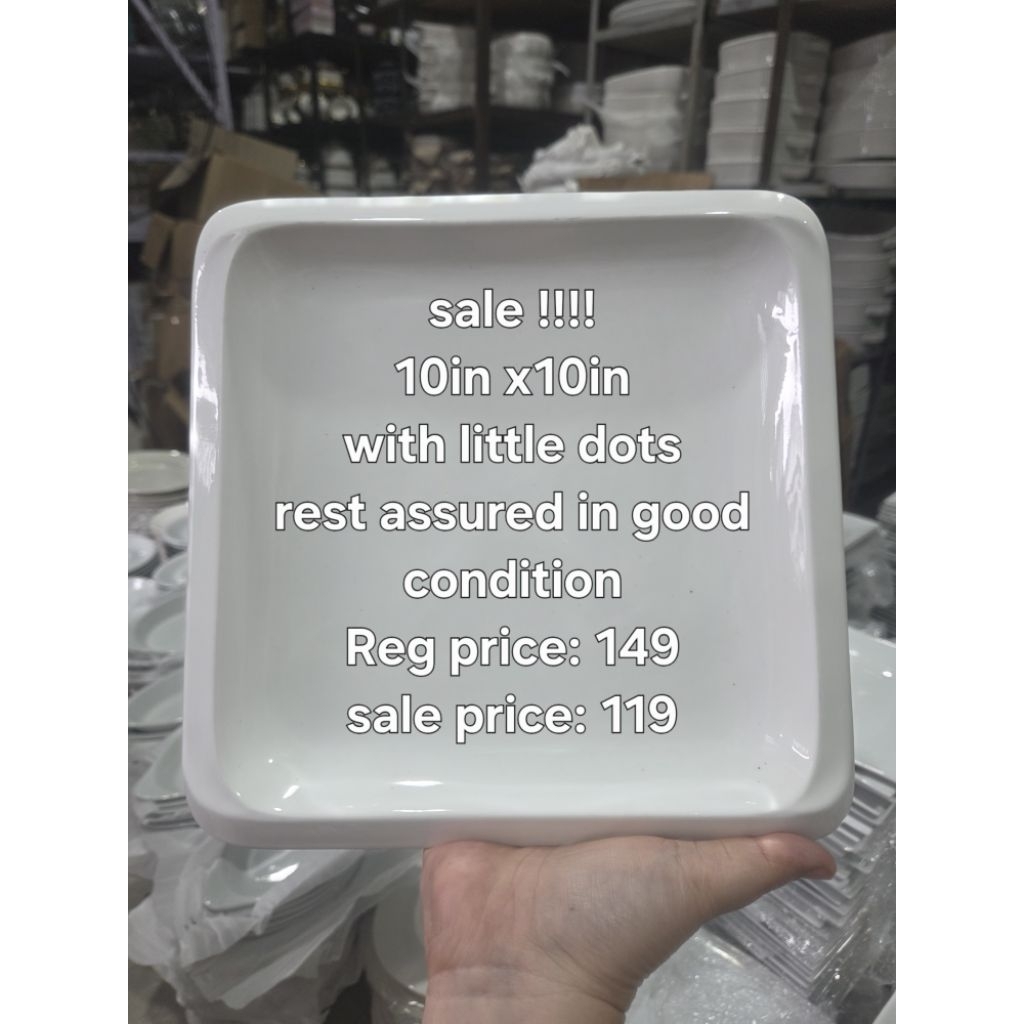 sale !!!!
10in x10in
with little dots
rest assured in good
condition
Reg price: 149
sale price: 119